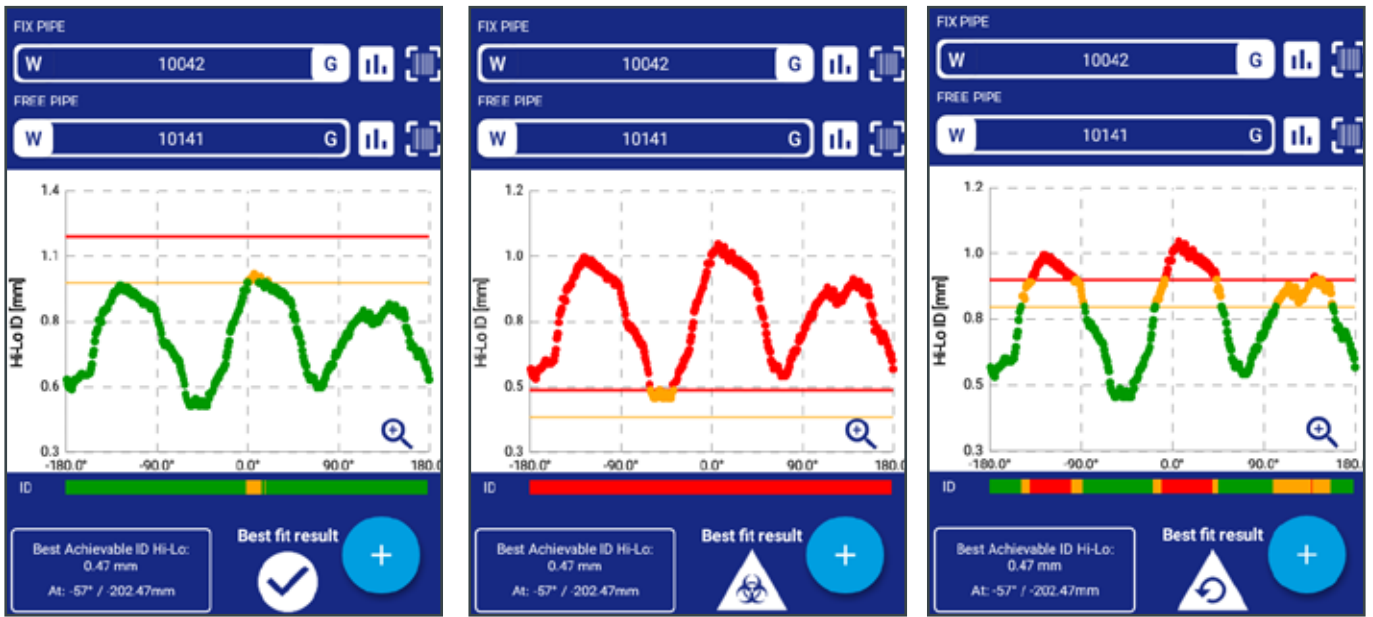 FIX PIPE
W 10042 G
FREE PIPE
W 10141 G
1.4
1.1
0.8
0.6
0.3
Hi-Lo ID [mm]
-180.0° -90.0° 0.0° 90.0° 180.0
ID
Best Achievable ID Hi-Lo:
0.47 mm
At: -57° / -202.47mm
Best fit result
+
FIX PIPE
W 10042 G
FREE PIPE
W 10141 G
1.2
1.0
0.8
0.5
0.3
Hi-Lo ID [mm]
-180.0° -90.0° 0.0° 90.0° 180.0
ID
Best Achievable ID Hi-Lo:
0.47 mm
At: -57° / -202.47mm
Best fit result
+
FIX PIPE
W 10042 G
FREE PIPE
W 10141 G
1.2
1.0
0.8
0.5
0.3
Hi-Lo ID [mm]
-180.0° -90.0° 0.0° 90.0° 180.
ID
Best Achievable ID Hi-Lo:
0.47 mm
At: -57° / -202.47mm
Best fit result
+